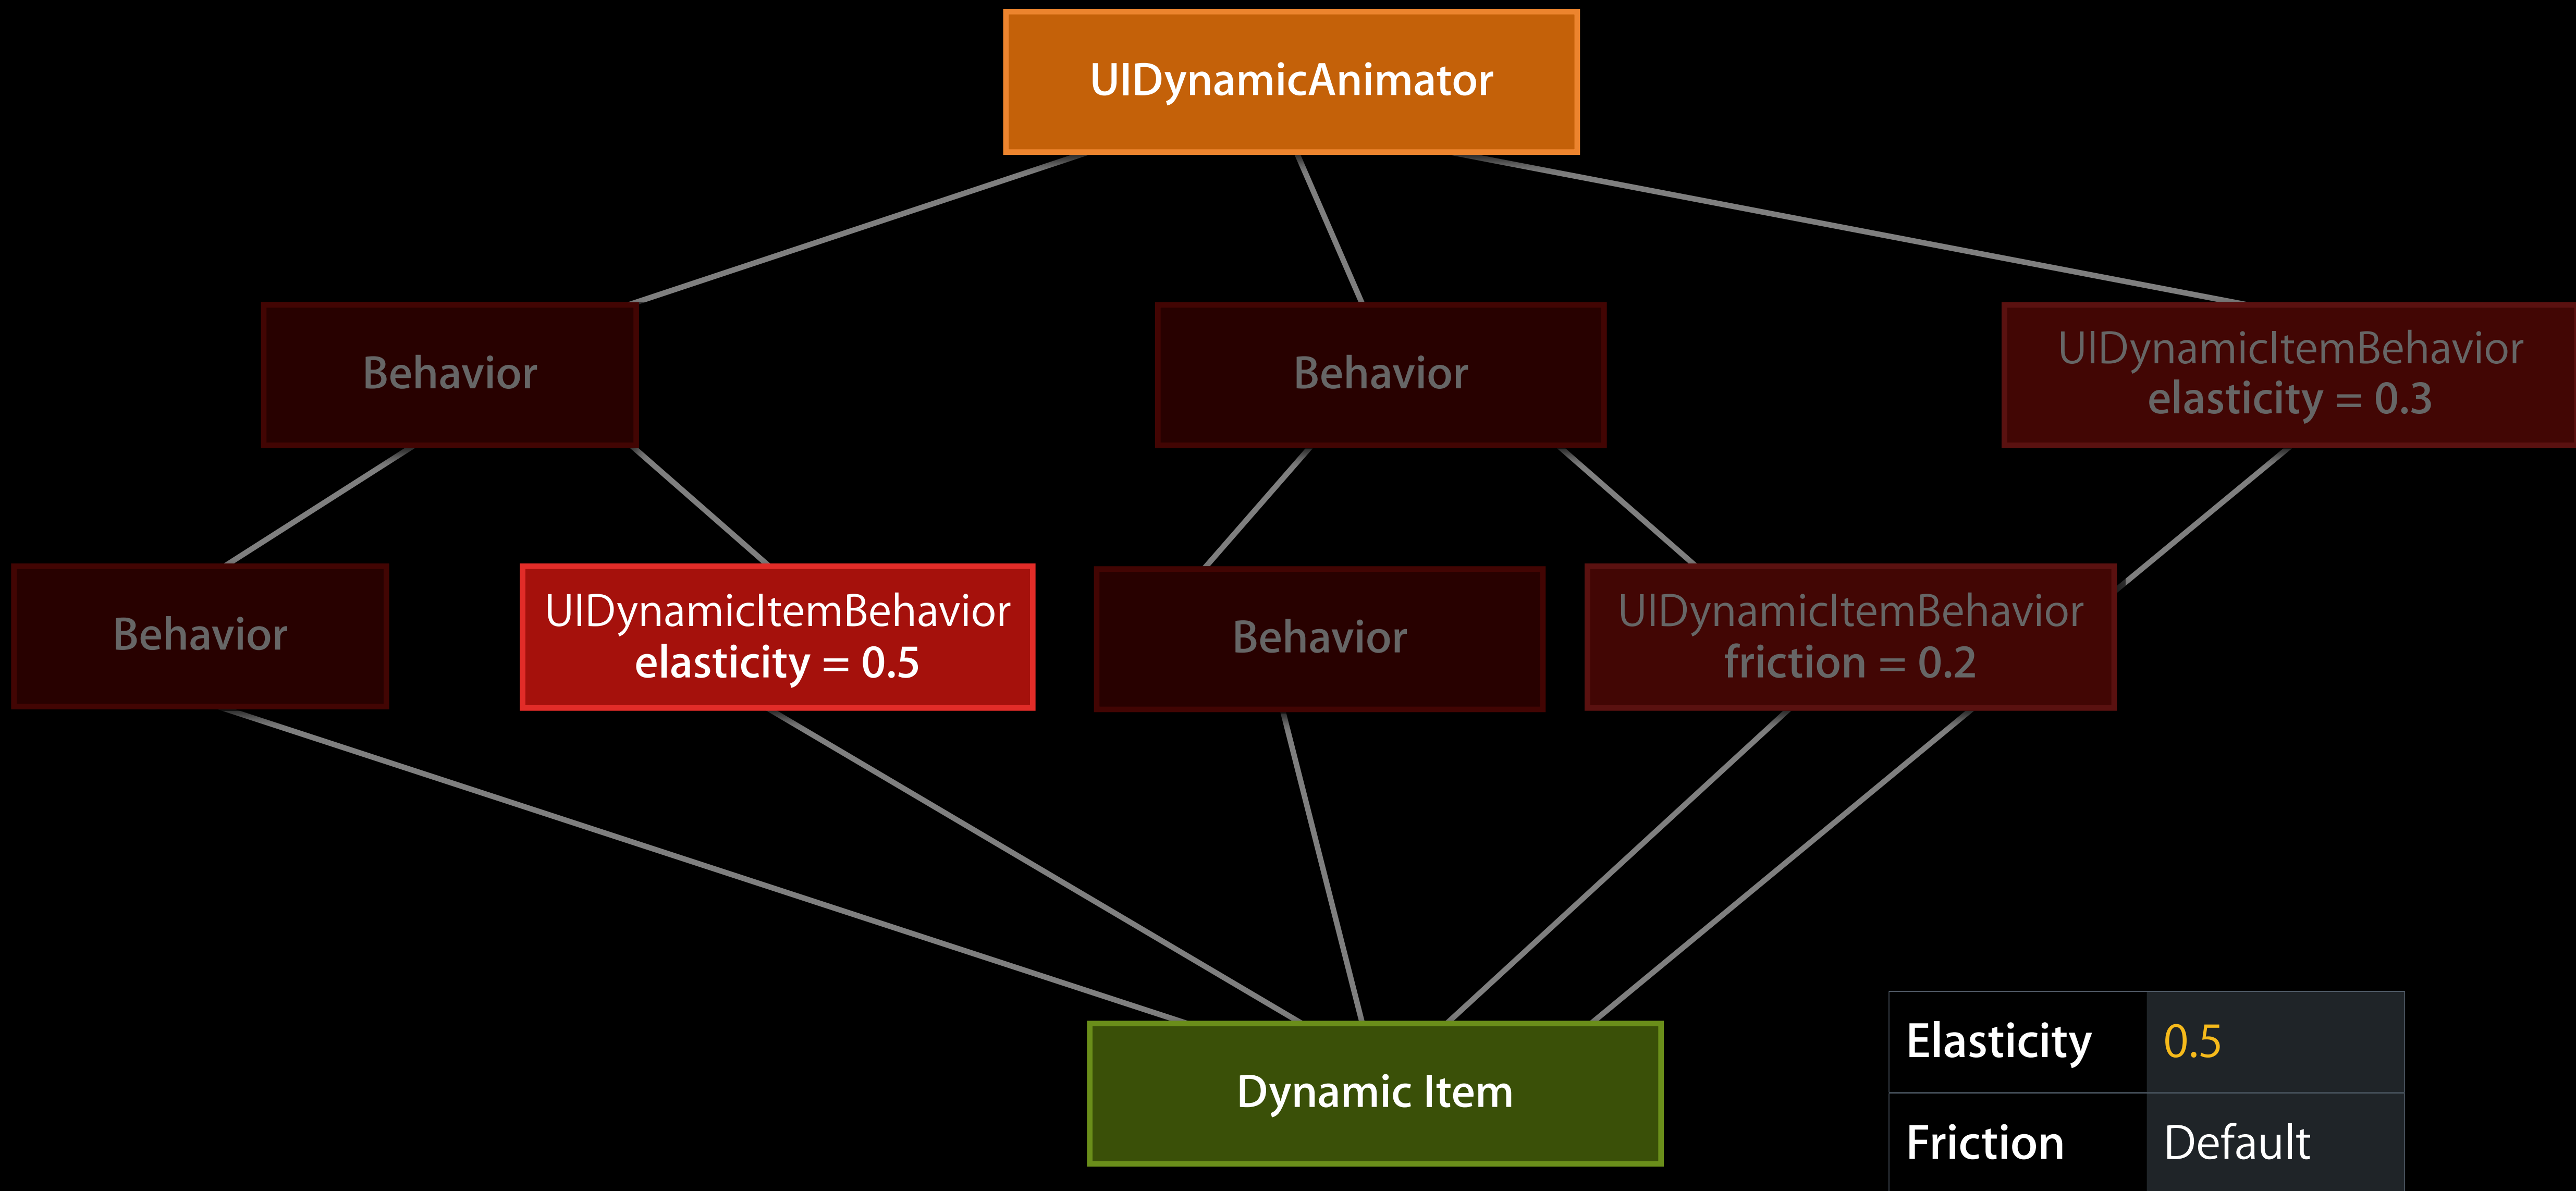 UIDynamicAnimator
Behavior
Behavior
UIDynamicItemBehavior
elasticity = 0.3
Behavior
UIDynamicItemBehavior
elasticity = 0.5
Behavior
UIDynamicItemBehavior
friction = 0.2
Dynamic Item
Elasticity 0.5
Friction Default